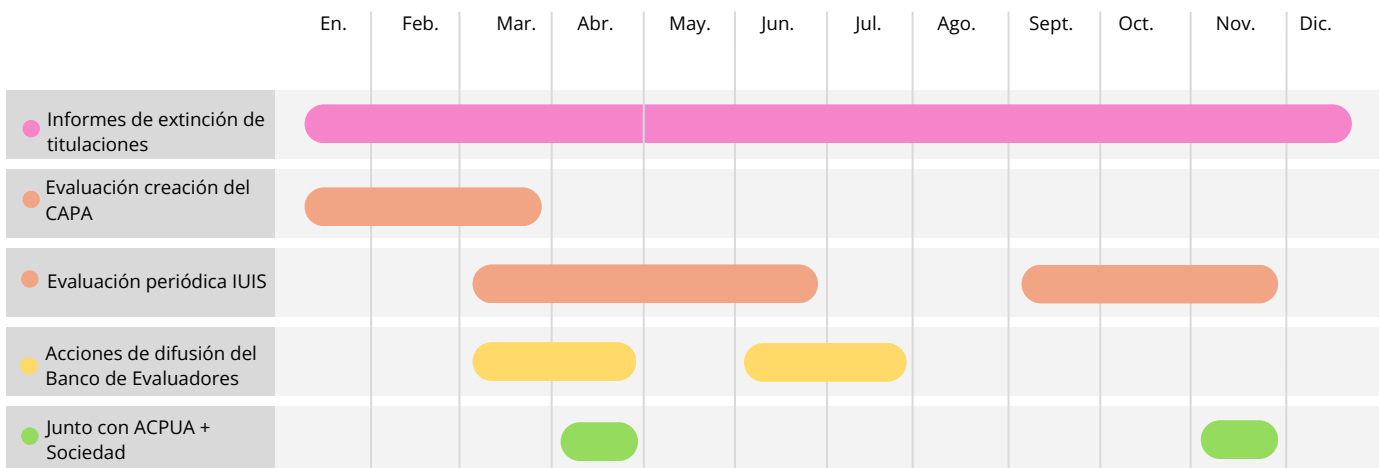 En. Feb. Mar. Abr. May. Jun. Jul. Ago. Sept. Oct. Nov. Dic.
Informes de extinción de
titulaciones
Evaluación creación del
CAPA
Evaluación periódica IUIS
Acciones de difusión del
Banco de Evaluadores
Junto con ACPUA +
Sociedad